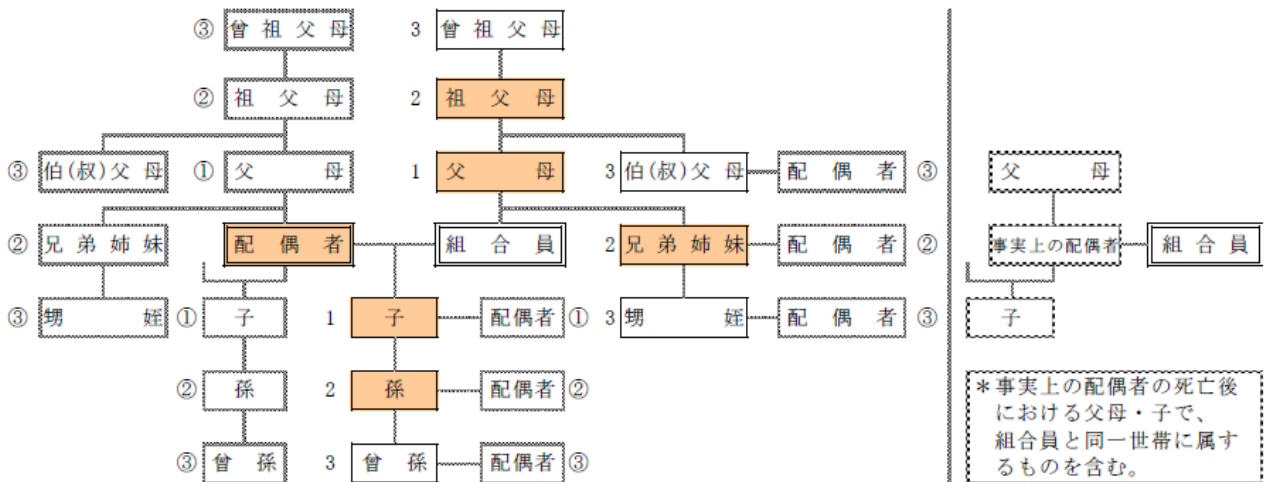 ③ 曾祖父母 3 曾祖父母
② 祖父母 2 祖父母
③ 伯(叔)父母 ① 父母 1 父母 3 伯(叔)父母 配偶者 ③ 父母
② 兄弟姉妹 配偶者 組合員 2 兄弟姉妹 配偶者 ② 事実上の配偶者 組合員
③ 甥姪 ① 子 1 子 配偶者 ① 3 甥姪 配偶者 ③ 子
② 孫 2 孫 配偶者 ②
③ 曾孫 3 曾孫 配偶者 ③
*事実上の配偶者の死亡後
における父母・子で、
組合員と同一世帯に属す
るものを含む。